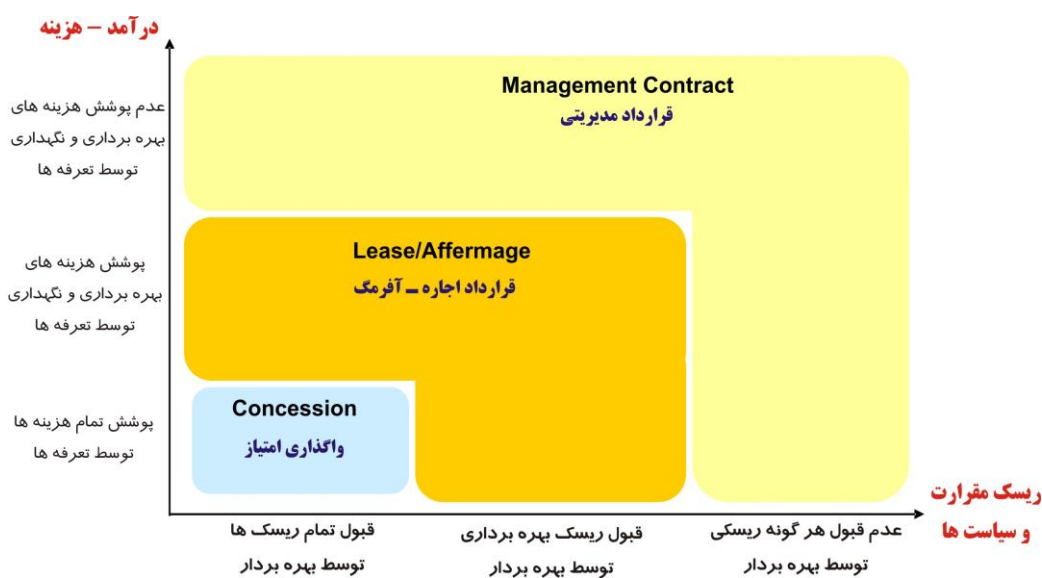 درآمد – هزینه
عدم پوشش هزینه های
بهره برداری و نگهداری
توسط تعرفه ها
پوشش هزینه های
بهره برداری و نگهداری
توسط تعرفه ها
پوشش تمام هزینه ها
توسط تعرفه ها
Management Contract
قرارداد مدیریتی
Lease/Affermage
قرارداد اجاره – آفرمگ
Concession
واگذاری امتیاز
ریسک مقرارت
و سیاست ها
قبول تمام ریسک ها
توسط بهره بردار
قبول ریسک بهره برداری
توسط بهره بردار
عدم قبول هر گونه ریسکی
توسط بهره بردار